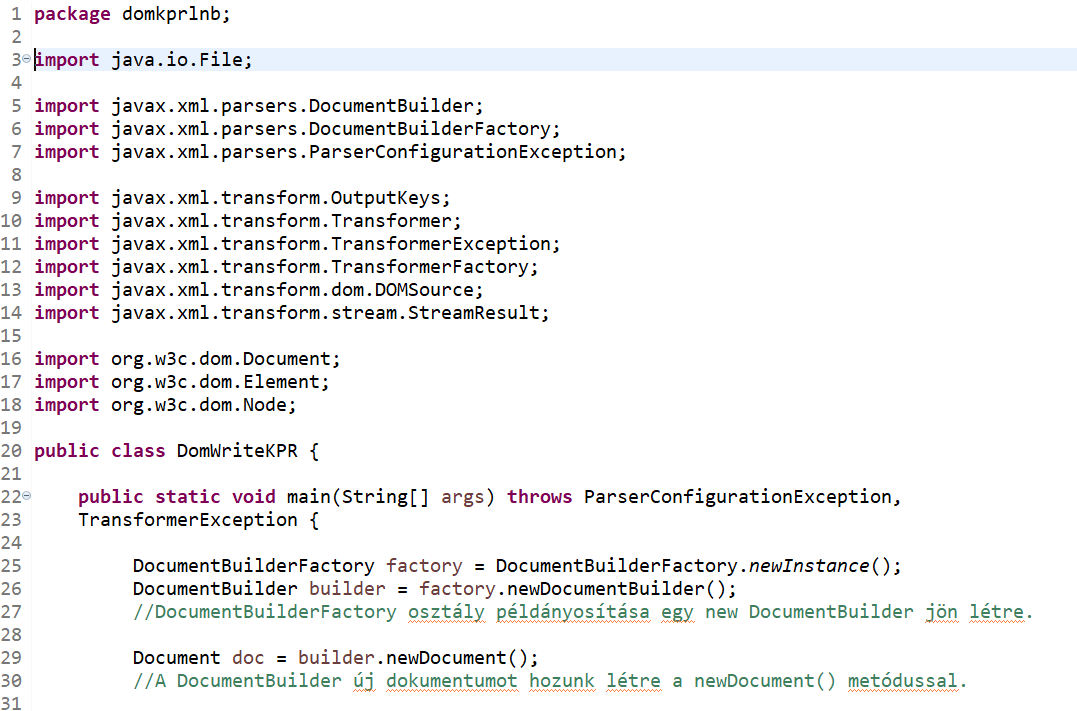 1 package domkprlnb;
2
3 import java.io.File;
4
5 import javax.xml.parsers.DocumentBuilder;
6 import javax.xml.parsers.DocumentBuilderFactory;
7 import javax.xml.parsers.ParserConfigurationException;
8
9 import javax.xml.transform.OutputKeys;
10 import javax.xml.transform.Transformer;
11 import javax.xml.transform.TransformerException;
12 import javax.xml.transform.TransformerFactory;
13 import javax.xml.transform.dom.DOMSource;
14 import javax.xml.transform.stream.StreamResult;
15
16 import org.w3c.dom.Document;
17 import org.w3c.dom.Element;
18 import org.w3c.dom.Node;
19
20 public class DomWriteKPR {
21
22 public static void main(String[] args) throws ParserConfigurationException,
23 TransformerException {
24
25 DocumentBuilderFactory factory = DocumentBuilderFactory.newInstance();
26 DocumentBuilder builder = factory.newDocumentBuilder();
27 //DocumentBuilderFactory osztály példányosítása egy new DocumentBuilder jön létre.
28
29 Document doc = builder.newDocument();
30 //A DocumentBuilder új dokumentumot hozunk létre a newDocument() metódussal.
31